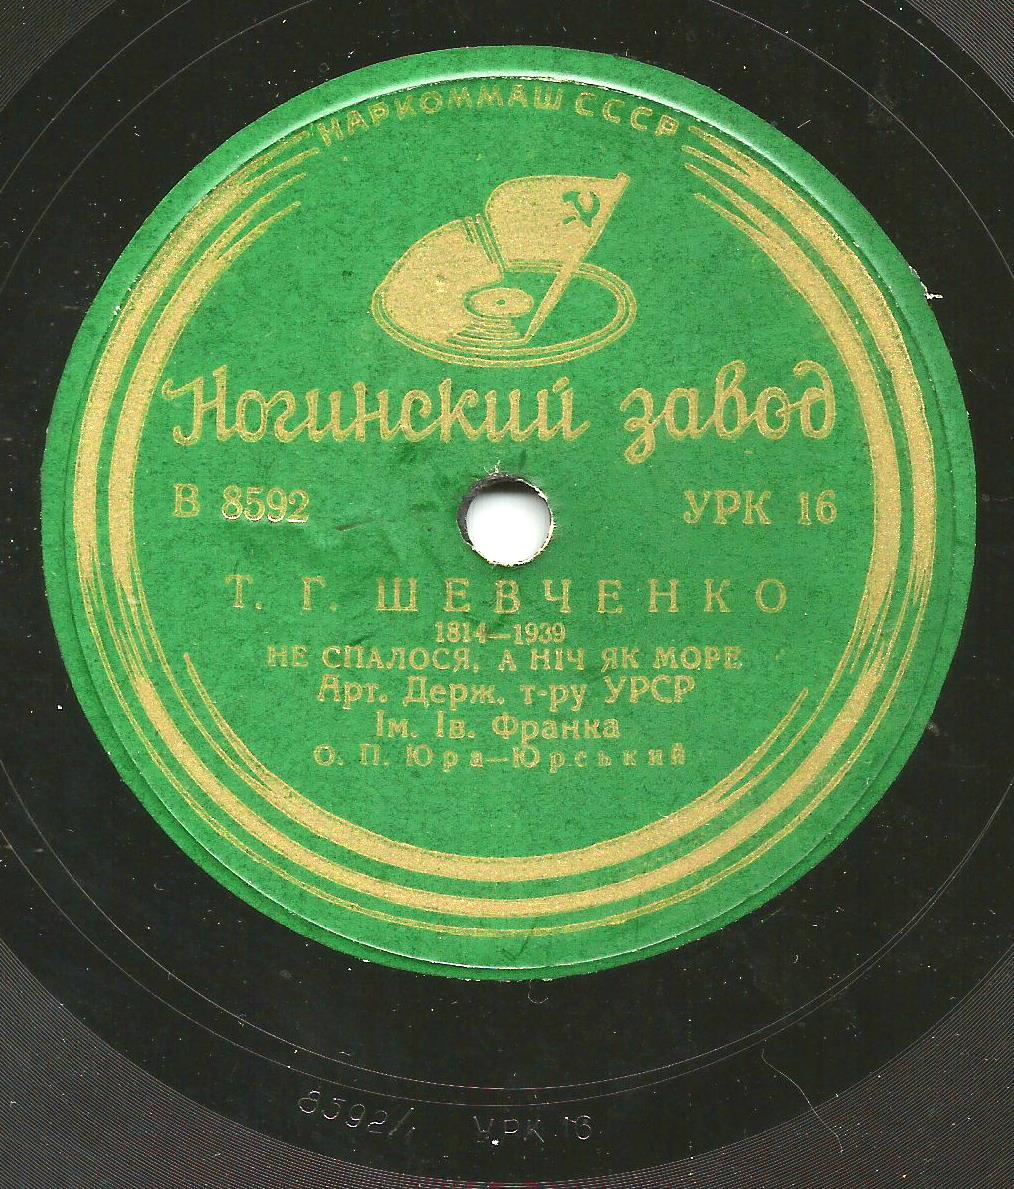 НАРКОММАШ СССР
Ногинский завод
В 8592 УРК 16
Т. Г. ШЕВЧЕНКО
1814—1939
НЕ СПАЛОСЯ, А НІЧ ЯК МОРЕ
Арт. Держ. т-ру УРСР
Ім. Ів. Франка
О. П. Юра—Юрський
8592/1 УРК 16